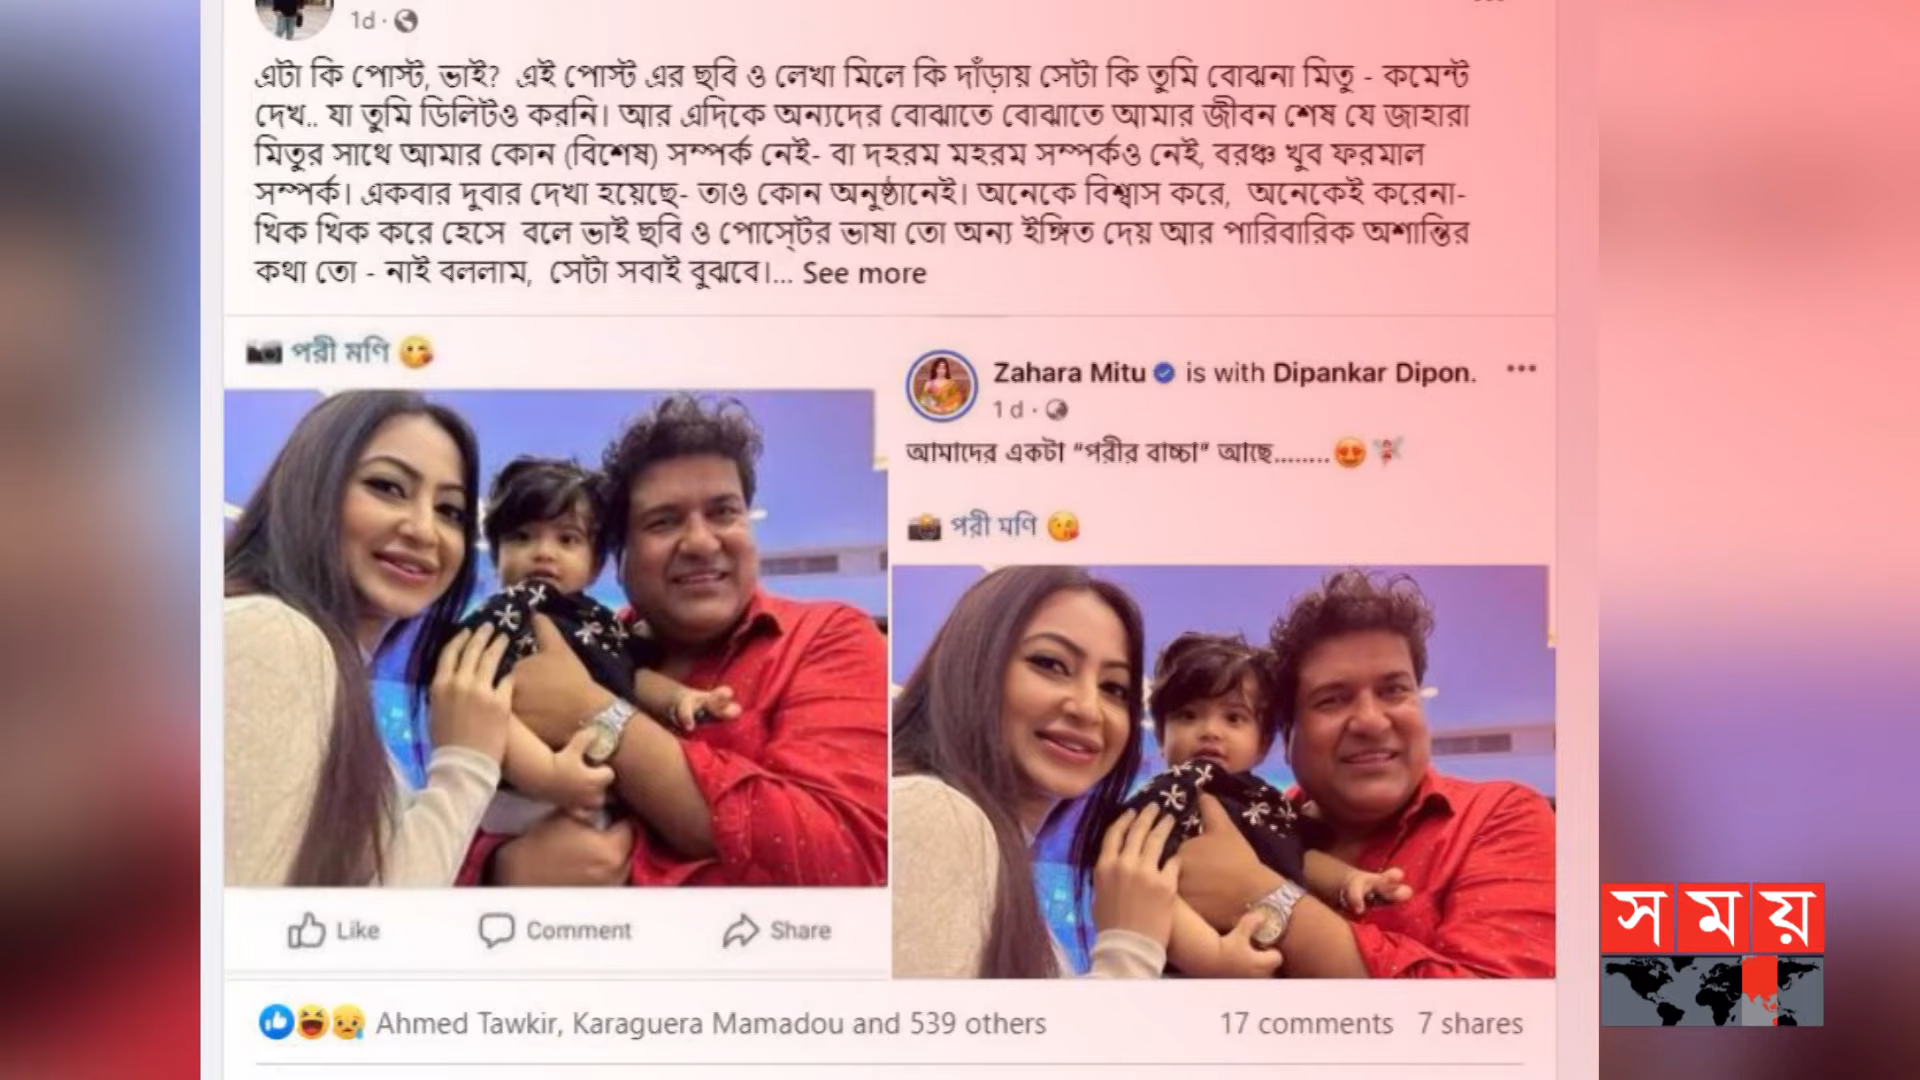 1d ·
এটা কি পোস্ট, ভাই? এই পোস্ট এর ছবি ও লেখা মিলে কি দাঁড়ায় সেটা কি তুমি বোঝনা মিতু - কমেন্ট
দেখ.. যা তুমি ডিলিটও করনি। আর এদিকে অন্যদের বোঝাতে বোঝাতে আমার জীবন শেষ যে জাহারা
মিতুর সাথে আমার কোন (বিশেষ) সম্পর্ক নেই- বা দহরম মহরম সম্পর্কও নেই, বরঞ্চ খুব ফরমাল
সম্পর্ক। একবার দুবার দেখা হয়েছে- তাও কোন অনুষ্ঠানেই। অনেকে বিশ্বাস করে, অনেকেই করেনা-
খিক খিক করে হেসে বলে ভাই ছবি ও পোস্টের ভাষা তো অন্য ইঙ্গিত দেয় আর পারিবারিক অশান্তির
কথা তো - নাই বললাম, সেটা সবাই বুঝবে।... See more
📷 পরী মণি 😘
Zahara Mitu is with Dipankar Dipon. ...
1 d ·
আমাদের একটা "পরীর বাচ্চা" আছে........😍🧚
📸 পরী মণি 😘
Like Comment Share
Ahmed Tawkir, Karaguera Mamadou and 539 others 17 comments 7 shares
সময়